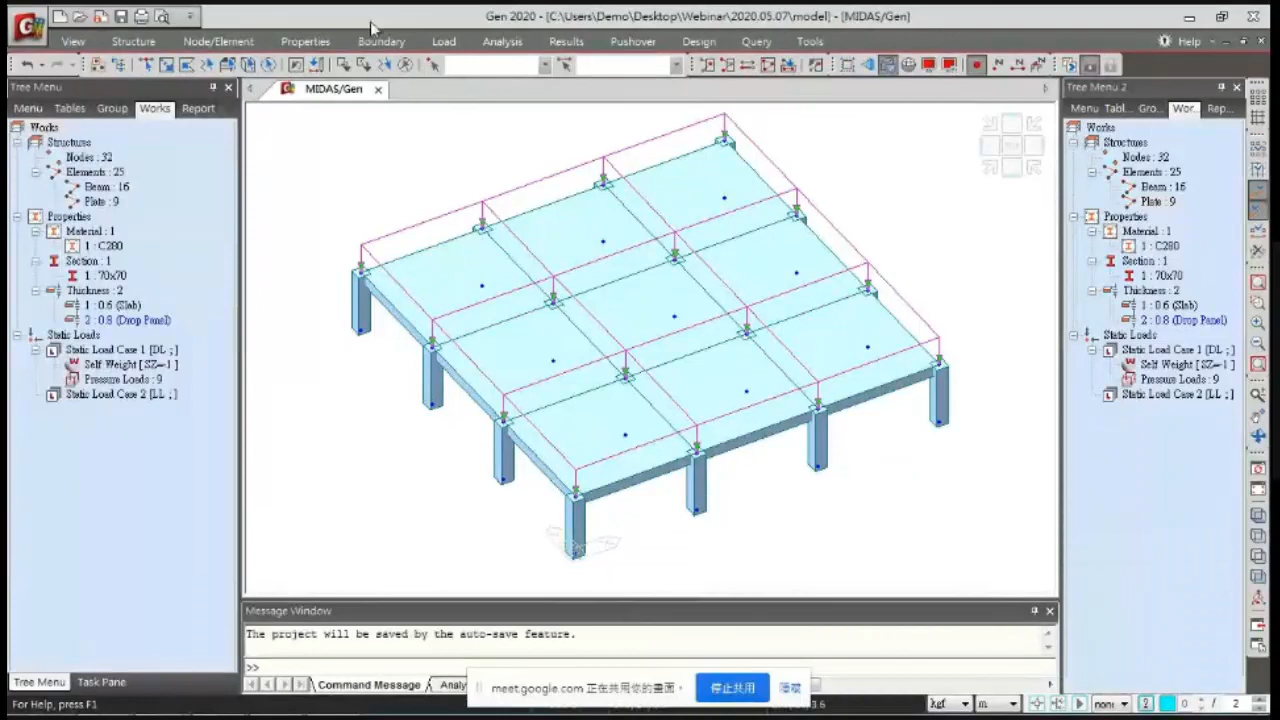 Gen 2020 - [C:\Users\Demo\Desktop\Webinar\2020.05.07\model] - [MIDAS/Gen]
View Structure Node/Element Properties Boundary Load Analysis Results Pushover Design Query Tools Help
Tree Menu
Menu Tables Group Works Report
Works
Structures
Nodes : 32
Elements : 25
Beam : 16
Plate : 9
Properties
Material : 1
1 : C280
Section : 1
1 : 70x70
Thickness : 2
1 : 0.6 (Slab)
2 : 0.8 (Drop Panel)
Static Loads
Static Load Case 1 [DL ; ]
Self Weight [ SZ=-1 ]
Pressure Loads : 9
Static Load Case 2 [LL ; ]
Tree Menu Task Pane
MIDAS/Gen
Message Window
The project will be saved by the auto-save feature.
>>
Command Message Analy
meet.google.com 正在共用你的畫面。 停止共用 隱藏
Tree Menu 2
Menu Tabl... Gro... Wor... Rep...
Works
Structures
Nodes : 32
Elements : 25
Beam : 16
Plate : 9
Properties
Material : 1
1 : C280
Section : 1
1 : 70x70
Thickness : 2
1 : 0.6 (Slab)
2 : 0.8 (Drop Panel)
Static Loads
Static Load Case 1 [DL ; ]
Self Weight [ SZ=-1 ]
Pressure Loads : 9
Static Load Case 2 [LL ; ]
For Help, press F1
3.6 kgf m none 0 / 2